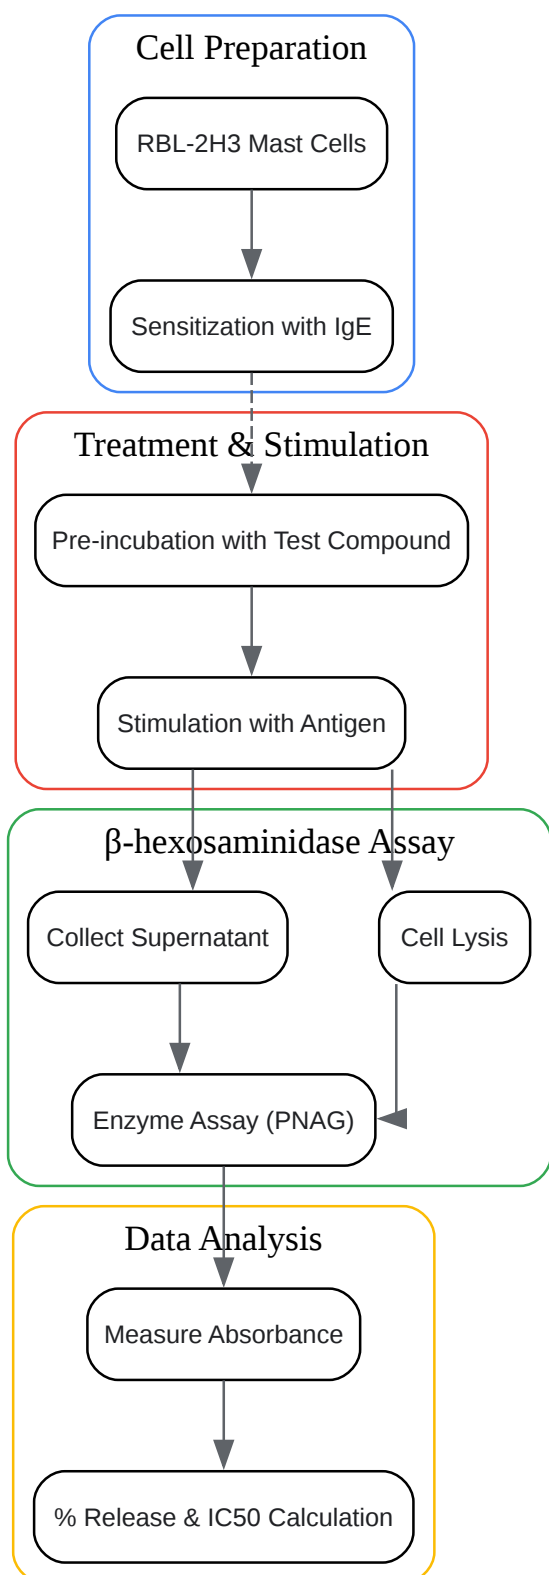 Cell Preparation
RBL-2H3 Mast Cells
Sensitization with IgE
Treatment & Stimulation
Pre-incubation with Test Compound
Stimulation with Antigen
β-hexosaminidase Assay
Collect Supernatant
Cell Lysis
Enzyme Assay (PNAG)
Data Analysis
Measure Absorbance
% Release & IC50 Calculation